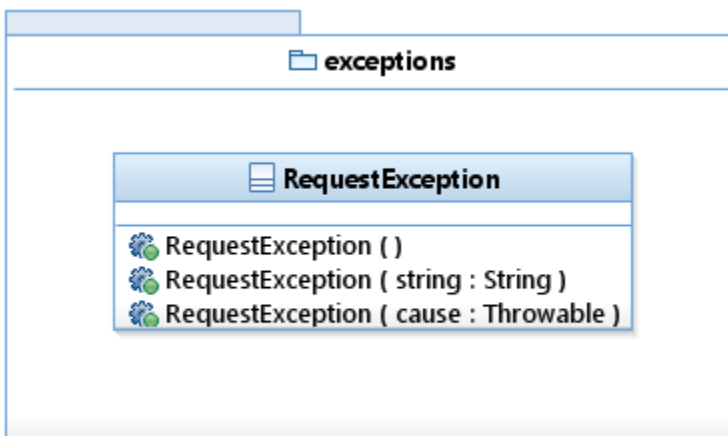 exceptions
RequestException
RequestException ( )
RequestException ( string : String )
RequestException ( cause : Throwable )